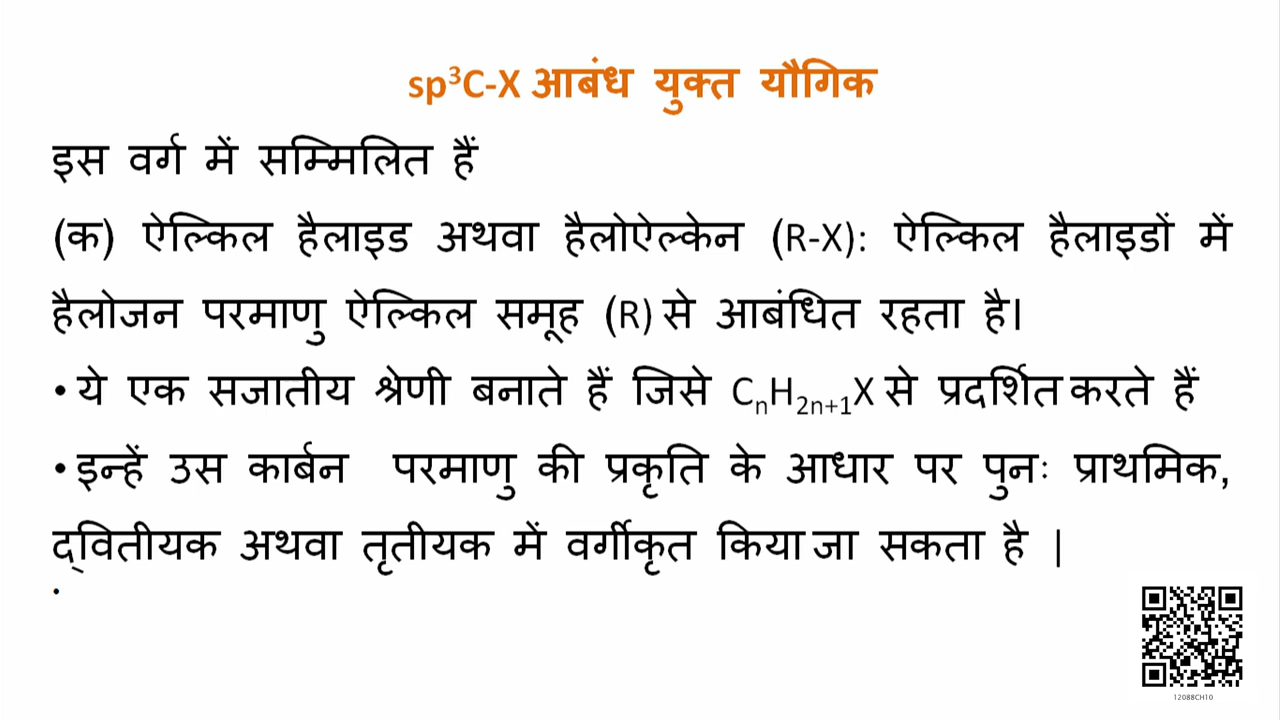 sp³C-X आबंध युक्त यौगिक
इस वर्ग में सम्मिलित हैं
(क) ऐल्किल हैलाइड अथवा हैलोऐल्केन (R-X): ऐल्किल हैलाइडों में
हैलोजन परमाणु ऐल्किल समूह (R) से आबंधित रहता है।
• ये एक सजातीय श्रेणी बनाते हैं जिसे CₙH₂ₙ₊₁X से प्रदर्शित करते हैं
• इन्हें उस कार्बन परमाणु की प्रकृति के आधार पर पुनः प्राथमिक,
द्वितीयक अथवा तृतीयक में वर्गीकृत किया जा सकता है |
•
12088CH10